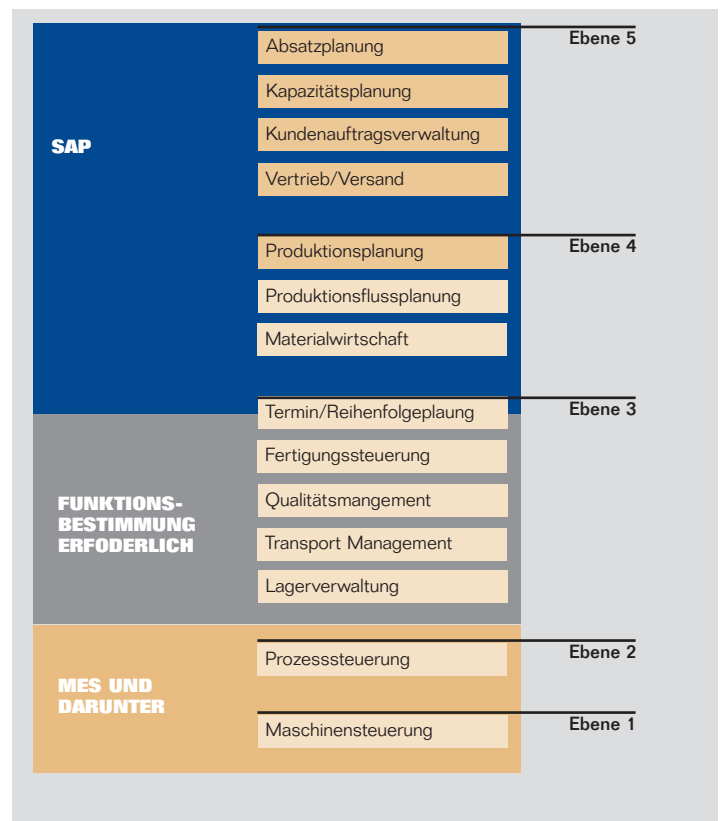 Ebene 5
Absatzplanung
Kapazitätsplanung
Kundenauftragsverwaltung
SAP
Vertrieb/Versand
Ebene 4
Produktionsplanung
Produktionsflussplanung
Materialwirtschaft
Ebene 3
Termin/Reihenfolgeplaung
Fertigungssteuerung
Qualitätsmangement
FUNKTIONS-
BESTIMMUNG
ERFODERLICH
Transport Management
Lagerverwaltung
Ebene 2
Prozesssteuerung
MES UND
DARUNTER
Ebene 1
Maschinensteuerung